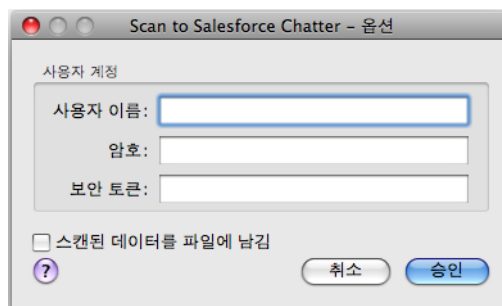 Scan to Salesforce Chatter – 옵션
사용자 계정
사용자 이름:
암호:
보안 토큰:
스캔된 데이터를 파일에 남김
?
취소
승인